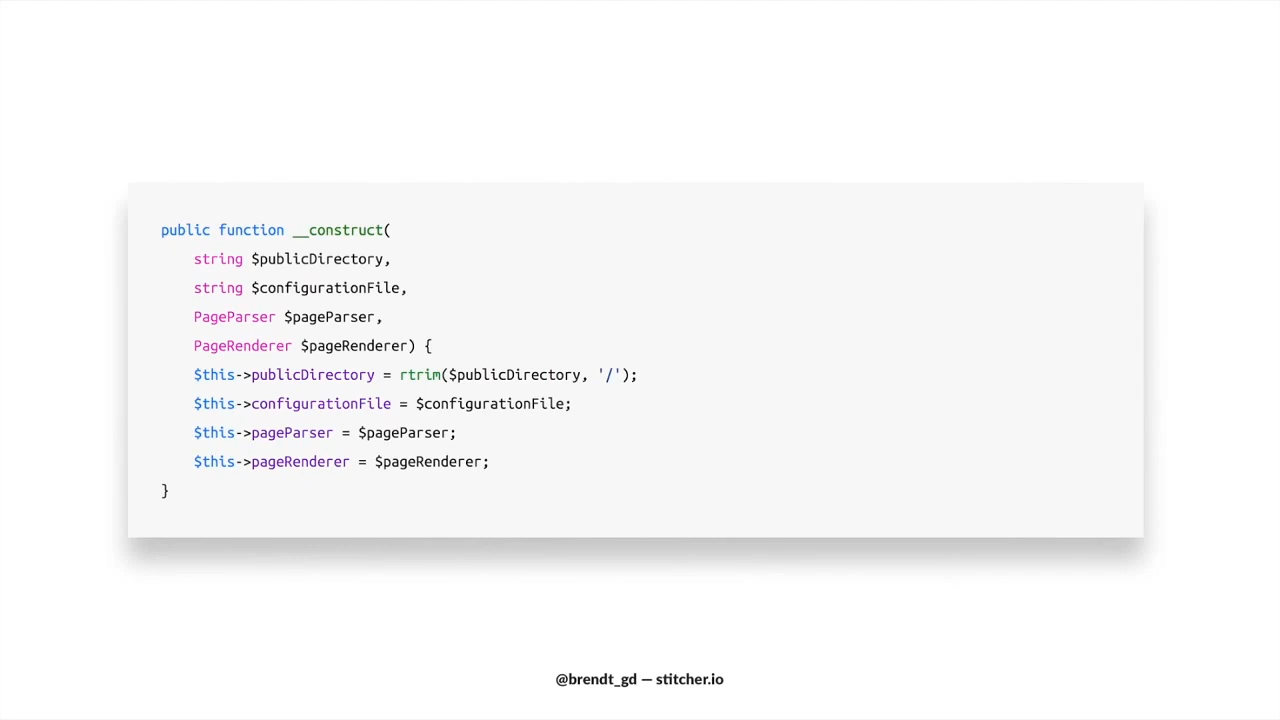 public function __construct(
    string $publicDirectory,
    string $configurationFile,
    PageParser $pageParser,
    PageRenderer $pageRenderer) {
    $this->publicDirectory = rtrim($publicDirectory, '/');
    $this->configurationFile = $configurationFile;
    $this->pageParser = $pageParser;
    $this->pageRenderer = $pageRenderer;
}
@brendt_gd — stitcher.io